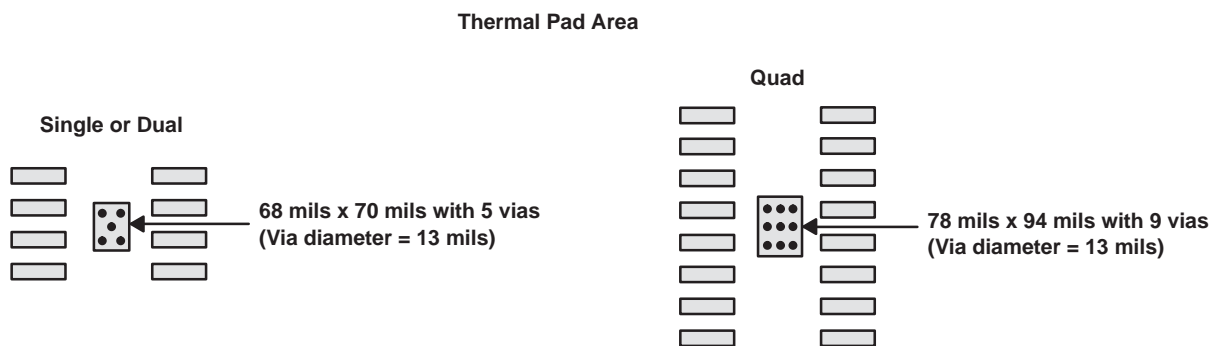 Thermal Pad Area
Single or Dual
68 mils x 70 mils with 5 vias
(Via diameter = 13 mils)
Quad
78 mils x 94 mils with 9 vias
(Via diameter = 13 mils)